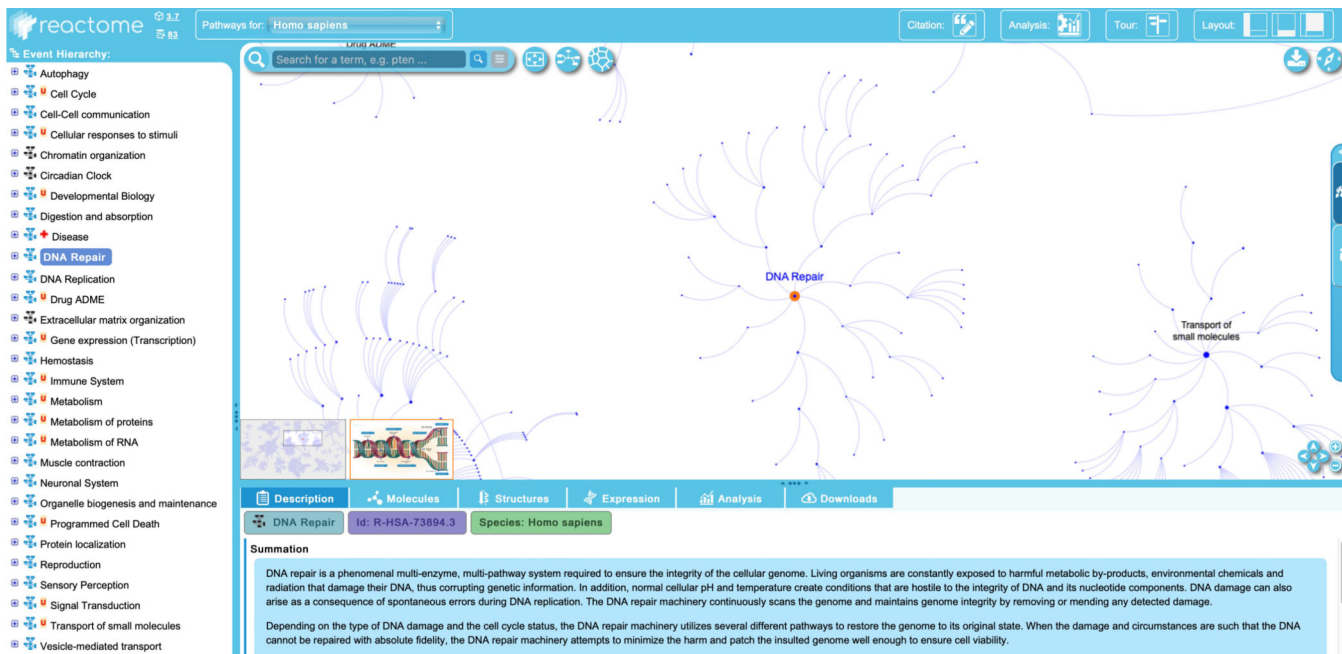 reactome
3.7
83
Pathways for:
Homo sapiens
Citation:
Analysis:
Tour:
Layout:
Event Hierarchy:
Autophagy
U Cell Cycle
Cell-Cell communication
U Cellular responses to stimuli
Chromatin organization
Circadian Clock
U Developmental Biology
Digestion and absorption
Disease
DNA Repair
DNA Replication
U Drug ADME
Extracellular matrix organization
U Gene expression (Transcription)
Hemostasis
U Immune System
U Metabolism
U Metabolism of proteins
U Metabolism of RNA
Muscle contraction
Neuronal System
Organelle biogenesis and maintenance
U Programmed Cell Death
Protein localization
Reproduction
Sensory Perception
U Signal Transduction
U Transport of small molecules
Vesicle-mediated transport
Drug ADME
Search for a term, e.g. pten ...
DNA Repair
Transport of
small molecules
Description
Molecules
Structures
Expression
Analysis
Downloads
DNA Repair
Id: R-HSA-73894.3
Species: Homo sapiens
Summation
DNA repair is a phenomenal multi-enzyme, multi-pathway system required to ensure the integrity of the cellular genome. Living organisms are constantly exposed to harmful metabolic by-products, environmental chemicals and
radiation that damage their DNA, thus corrupting genetic information. In addition, normal cellular pH and temperature create conditions that are hostile to the integrity of DNA and its nucleotide components. DNA damage can also
arise as a consequence of spontaneous errors during DNA replication. The DNA repair machinery continuously scans the genome and maintains genome integrity by removing or mending any detected damage.
Depending on the type of DNA damage and the cell cycle status, the DNA repair machinery utilizes several different pathways to restore the genome to its original state. When the damage and circumstances are such that the DNA
cannot be repaired with absolute fidelity, the DNA repair machinery attempts to minimize the harm and patch the insulted genome well enough to ensure cell viability.